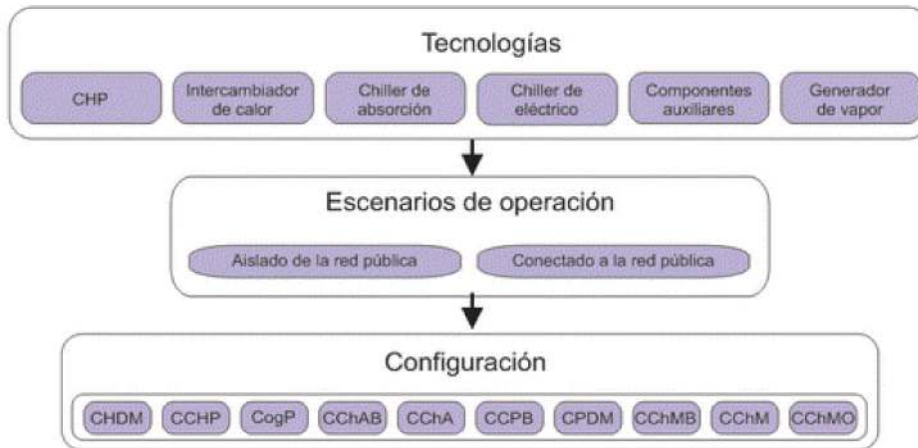 Tecnologías
CHP
Intercambiador
de calor
Chiller de
absorción
Chiller de
eléctrico
Componentes
auxiliares
Generador
de vapor
Escenarios de operación
Aislado de la red pública
Conectado a la red pública
Configuración
CHDM
CCHP
CogP
CChAB
CChA
CCPB
CPDM
CChMB
CChM
CChMO